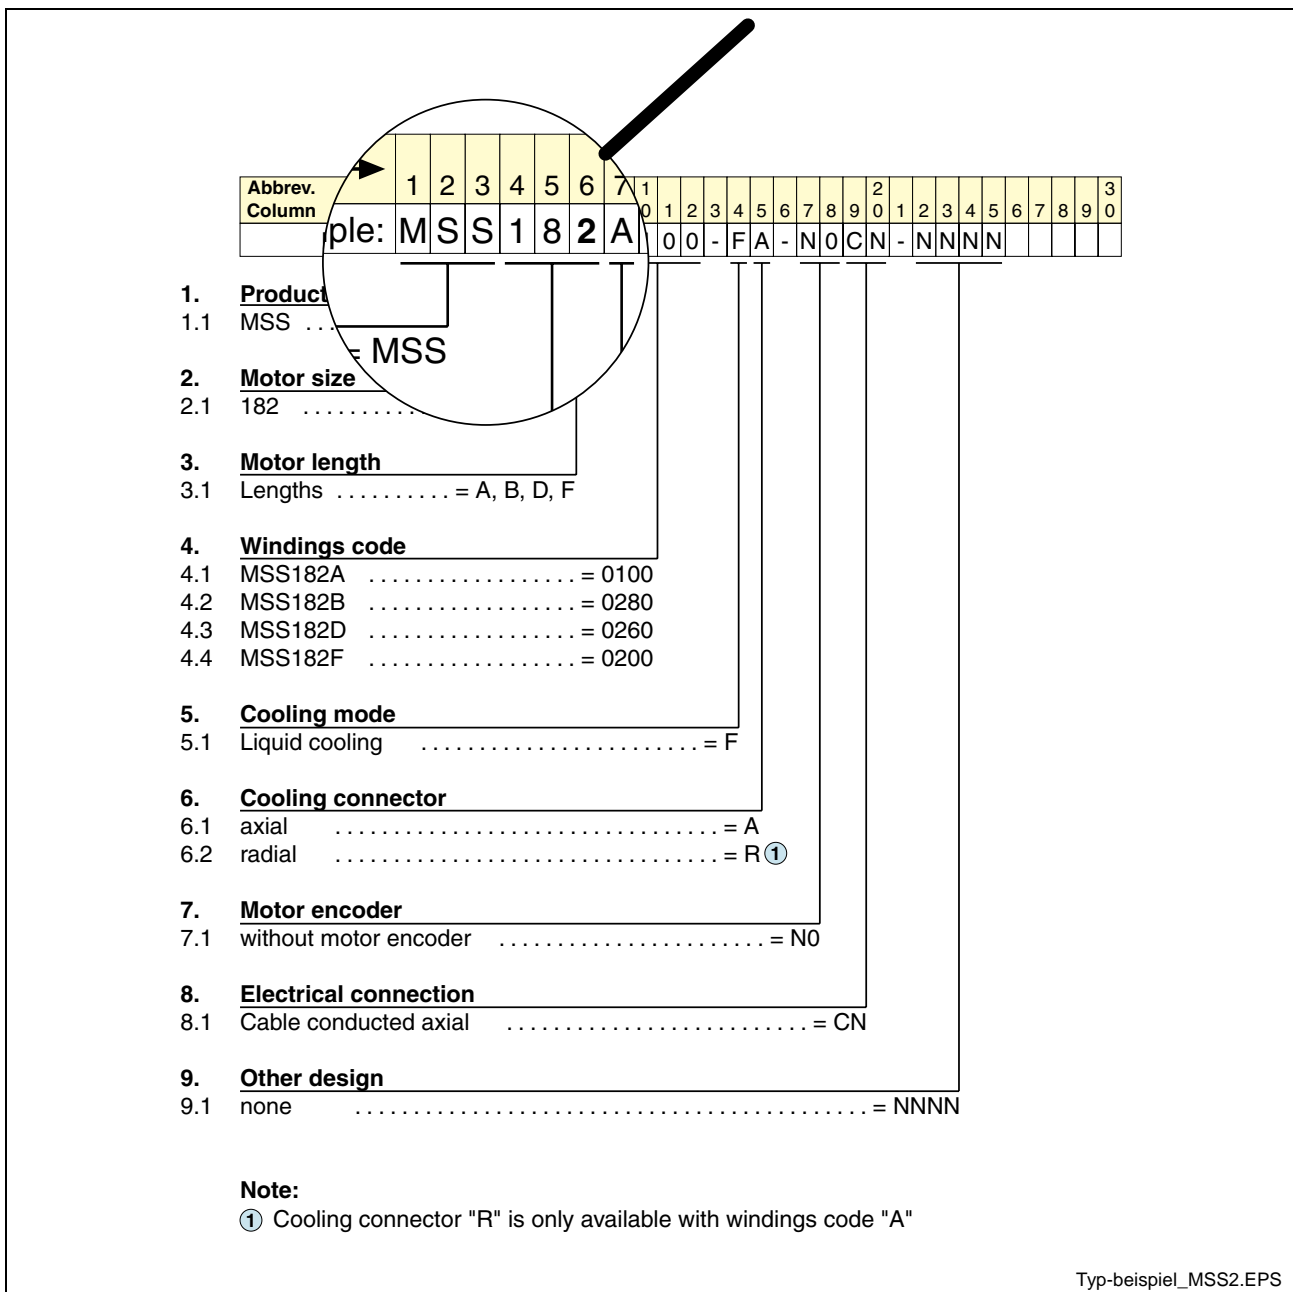 Abbrev. 1 2 3 4 5 6 7 1 2 3
Column 0 1 2 3 4 5 6 7 8 9 0 1 2 3 4 5 6 7 8 9 0
ple: M S S 1 8 2 A 0 0 - F A - N 0 C N - N N N N
1. Product
1.1 MSS . . .
= MSS
2. Motor size
2.1 182 . . . . . . . . . . .
3. Motor length
3.1 Lengths . . . . . . . . . . = A, B, D, F
4. Windings code
4.1 MSS182A . . . . . . . . . . . . . . . . . . = 0100
4.2 MSS182B . . . . . . . . . . . . . . . . . . = 0280
4.3 MSS182D . . . . . . . . . . . . . . . . . . = 0260
4.4 MSS182F . . . . . . . . . . . . . . . . . . = 0200
5. Cooling mode
5.1 Liquid cooling . . . . . . . . . . . . . . . . . . . . . . . . = F
6. Cooling connector
6.1 axial . . . . . . . . . . . . . . . . . . . . . . . . . . . . . . . . . = A
6.2 radial . . . . . . . . . . . . . . . . . . . . . . . . . . . . . . . . . = R 1
7. Motor encoder
7.1 without motor encoder . . . . . . . . . . . . . . . . . . . . . . . = N0
8. Electrical connection
8.1 Cable conducted axial . . . . . . . . . . . . . . . . . . . . . . . . . . = CN
9. Other design
9.1 none . . . . . . . . . . . . . . . . . . . . . . . . . . . . . . . . . . . . . . . . . . . . = NNNN
Note:
1 Cooling connector "R" is only available with windings code "A"
Typ-beispiel_MSS2.EPS